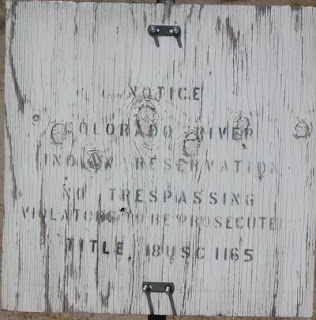 NOTICE
COLORADO RIVER
INDIAN RESERVATION
NO TRESPASSING
VIOLATORS TO BE PROSECUTED
TITLE 18 USC 1165